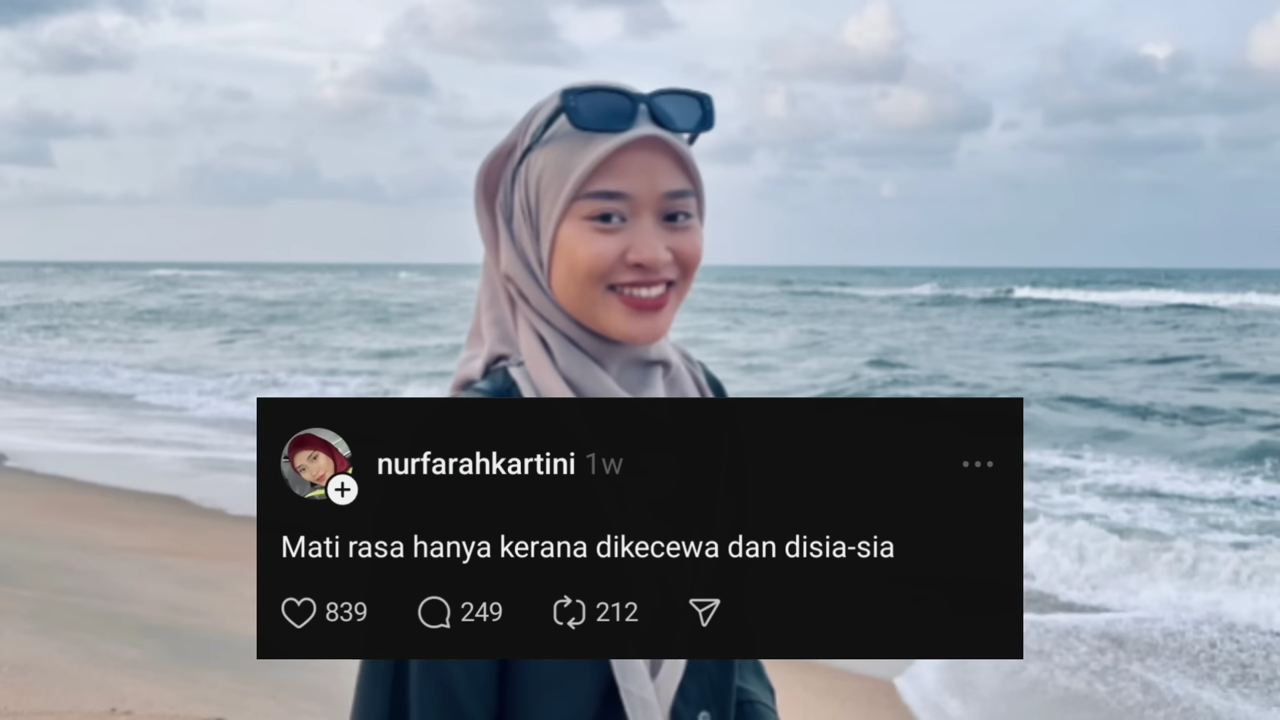 nurfarahkartini 1w
Mati rasa hanya kerana dikecewa dan disia-sia
839 249 212